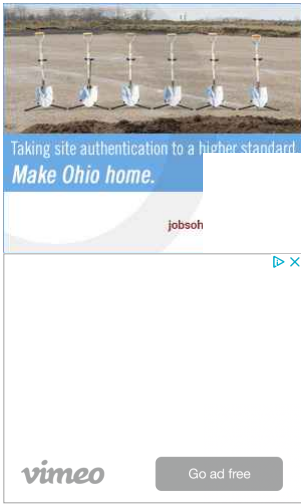 Taking site authentication to a higher standard.
Make Ohio home.
jobsoh
vimeo
Go ad free